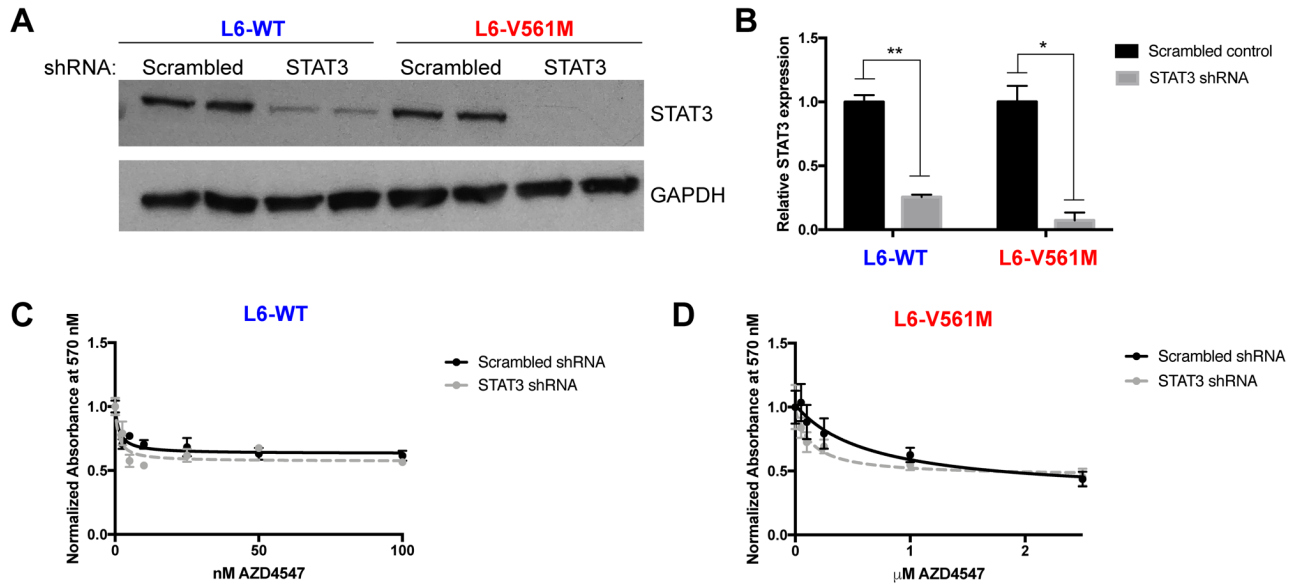 A
L6-WT
L6-V561M
shRNA:
Scrambled
STAT3
Scrambled
STAT3
STAT3
GAPDH
B
Relative STAT3 expression
1.5
1.0
0.5
0.0
**
*
L6-WT
L6-V561M
Scrambled control
STAT3 shRNA
C
L6-WT
Normalized Absorbance at 570 nM
1.5
1.0
0.5
0.0
0
50
100
nM AZD4547
Scrambled shRNA
STAT3 shRNA
D
L6-V561M
Normalized Absorbance at 570 nM
1.5
1.0
0.5
0.0
0
1
2
μM AZD4547
Scrambled shRNA
STAT3 shRNA